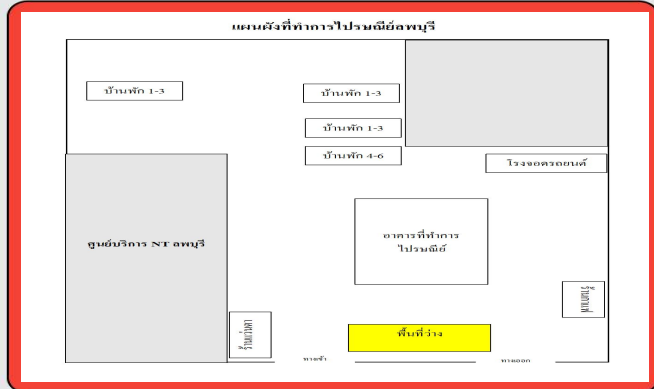 แผนผังที่ทำการไปรษณีย์ลพบุรี
บ้านพัก 1-3
บ้านพัก 1-3
บ้านพัก 1-3
บ้านพัก 4-6
โรงจอดรถยนต์
ศูนย์บริการ NT ลพบุรี
อาคารที่ทำการ
ไปรษณีย์
ร้านแว่นตา
พื้นที่ว่าง
ทางเข้า
ทางออก